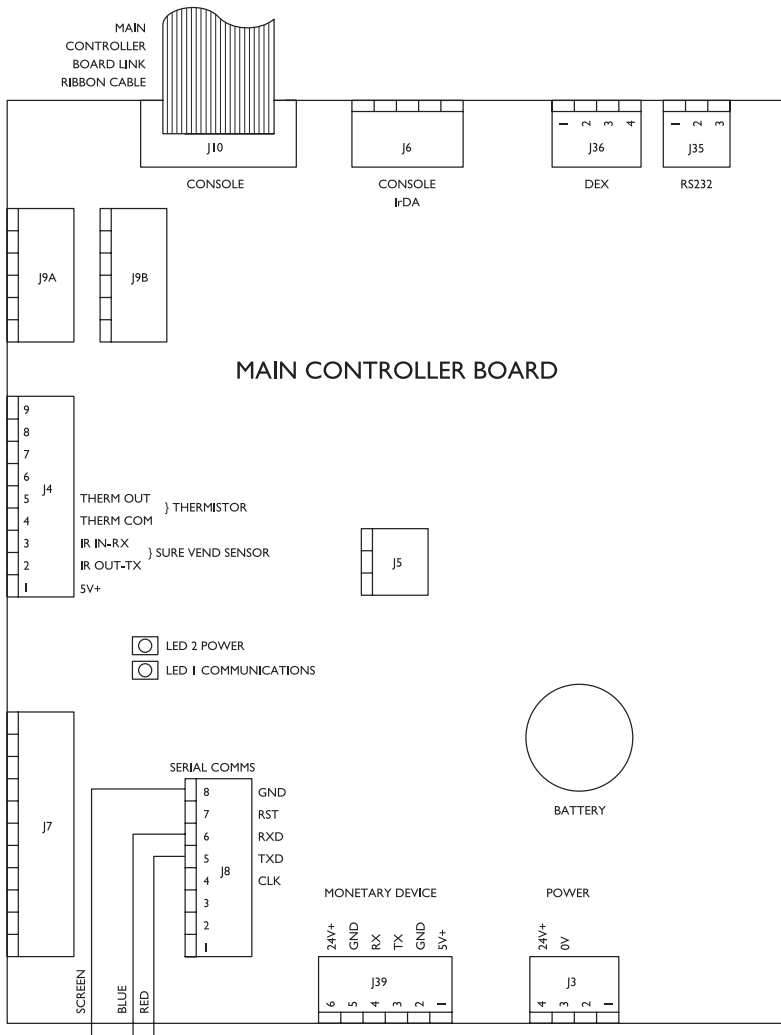 MAIN
CONTROLLER
BOARD LINK
RIBBON CABLE
J10
CONSOLE
J6
CONSOLE
IrDA
1 2 3 4
J36
DEX
1 2 3
J35
RS232
J9A
J9B
MAIN CONTROLLER BOARD
J4
9
8
7
6
5 THERM OUT
4 THERM COM
} THERMISTOR
3 IR IN-RX
2 IR OUT-TX
} SURE VEND SENSOR
1 5V+
J5
LED 2 POWER
LED 1 COMMUNICATIONS
BATTERY
J7
SERIAL COMMS
J8
8 GND
7 RST
6 RXD
5 TXD
4 CLK
3
2
1
SCREEN
BLUE
RED
MONETARY DEVICE
24V+ GND RX TX GND 5V+
J39
6 5 4 3 2 1
POWER
24V+ 0V
J3
4 3 2 1